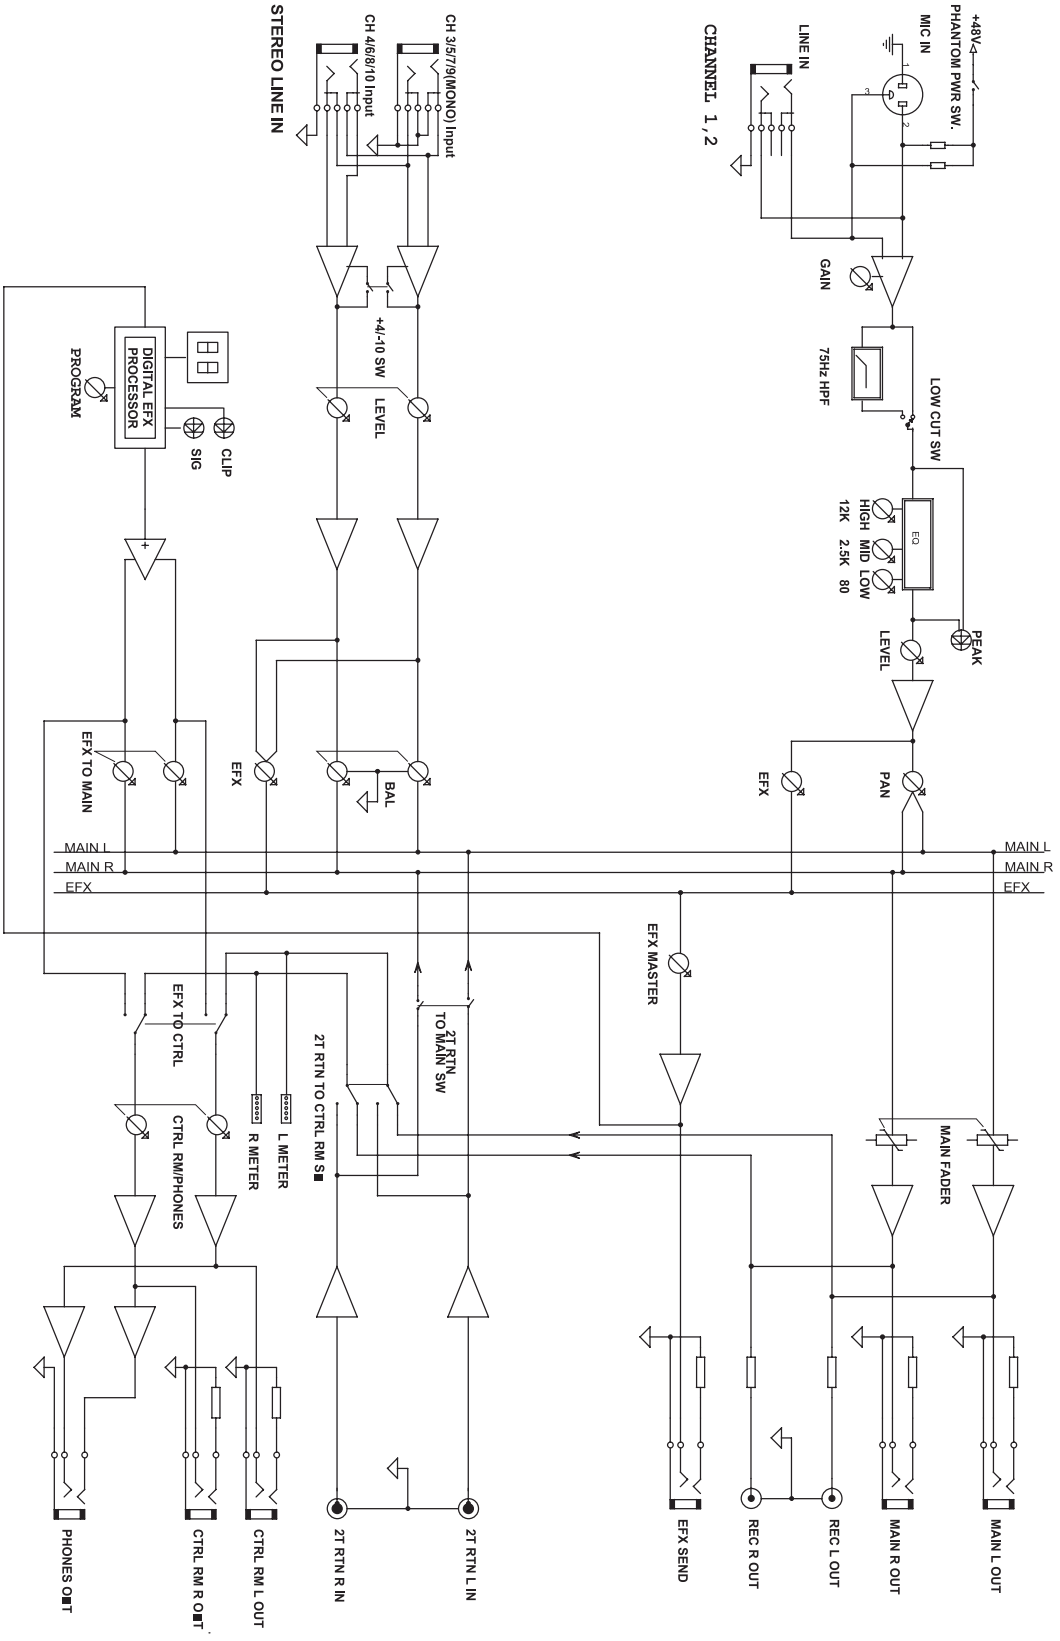 +48V
PHANTOM PWR SW.
MIC IN
1
2
3
LINE IN
CHANNEL 1,2
GAIN
75Hz HPF
LOW CUT SW
EQ
HIGH MID LOW
12K 2.5K 80
PEAK
LEVEL
PAN
EFX
CH 3/5/7/9(MONO) Input
CH 4/6/8/10 Input
STEREO LINE IN
+4/-10 SW
LEVEL
BAL
EFX
DIGITAL EFX
PROCESSOR
PROGRAM
CLIP
SIG
+
EFX TO MAIN
MAIN L
MAIN R
EFX
MAIN L
MAIN R
EFX
EFX MASTER
2T RTN
TO MAIN SW
2T RTN TO CTRL RM S
EFX TO CTRL
L METER
R METER
CTRL RM/PHONES
MAIN FADER
MAIN L OUT
MAIN R OUT
REC L OUT
REC R OUT
EFX SEND
2T RTN L IN
2T RTN R IN
CTRL RM L OUT
CTRL RM R O■T
PHONES O■T